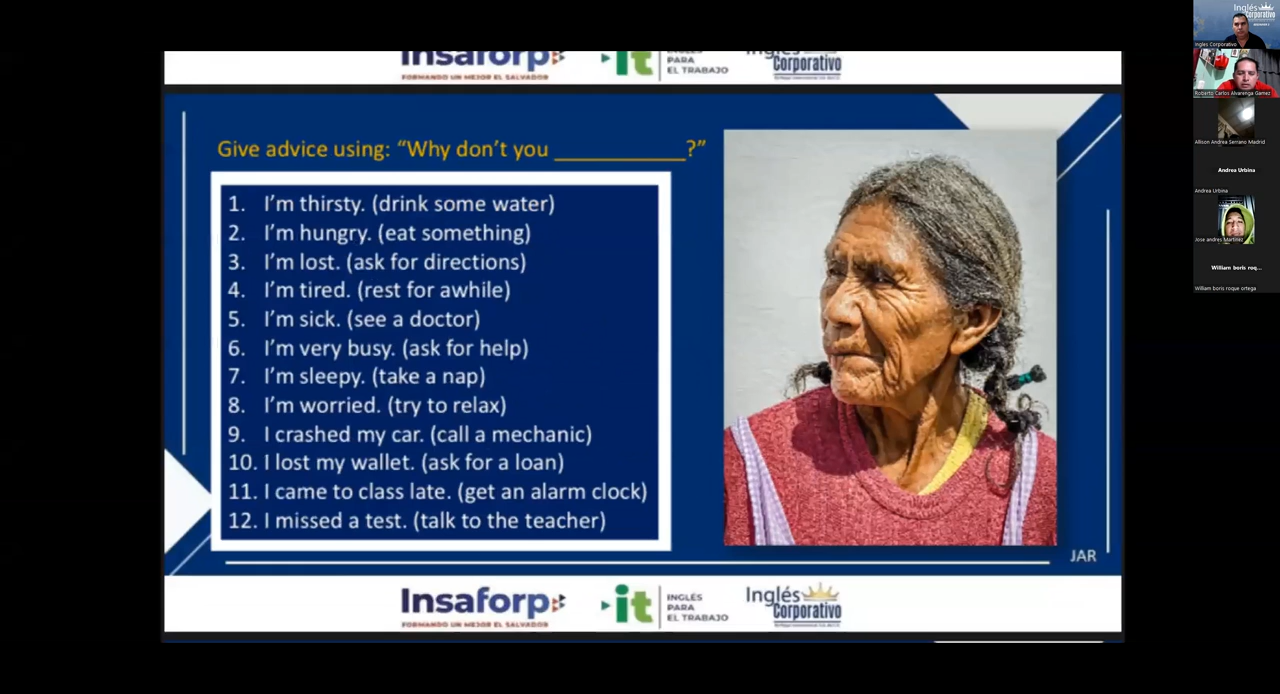 Insaforp
FORMANDO UN MEJOR EL SALVADOR
it
INGLÉS
PARA
EL TRABAJO
Inglés
Corporativo
Give advice using: “Why don’t you ___________?”
1. I’m thirsty. (drink some water)
2. I’m hungry. (eat something)
3. I’m lost. (ask for directions)
4. I’m tired. (rest for awhile)
5. I’m sick. (see a doctor)
6. I’m very busy. (ask for help)
7. I’m sleepy. (take a nap)
8. I’m worried. (try to relax)
9. I crashed my car. (call a mechanic)
10. I lost my wallet. (ask for a loan)
11. I came to class late. (get an alarm clock)
12. I missed a test. (talk to the teacher)
JAR
Insaforp
FORMANDO UN MEJOR EL SALVADOR
it
INGLÉS
PARA
EL TRABAJO
Inglés
Corporativo
Inglés
Corporativo
Ingles Corporativo
Roberto Carlos Alvarenga Gamez
Allison Andrea Serrano Madrid
Andrea Urbina
Andrea Urbina
Jose andres Martinez
William boris roq...
William boris roque ortega